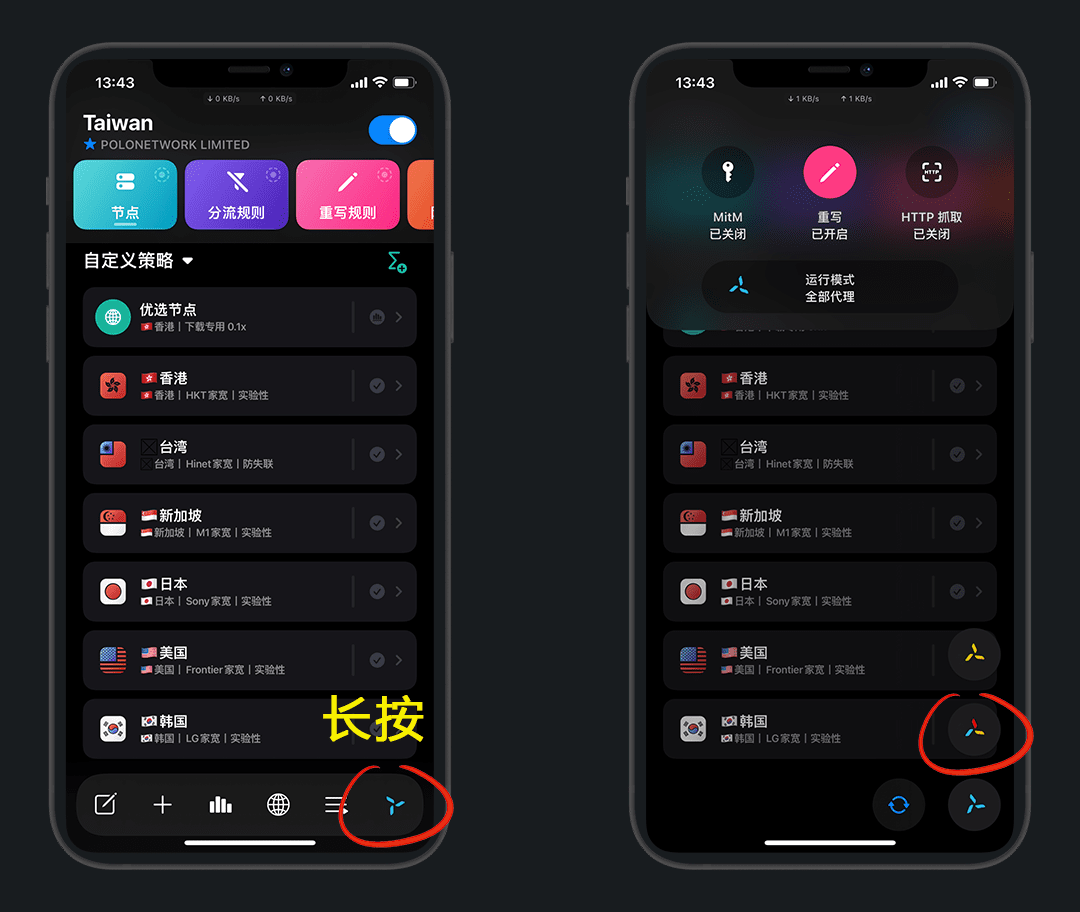 13:43
↓ 0 KB/s ↑ 0 KB/s
Taiwan
POLONETWORK LIMITED
节点
分流规则
重写规则
自定义策略
优选节点
香港 | 下载专用 0.1x
香港
香港 | HKT家宽 | 实验性
台湾
台湾 | Hinet家宽 | 防失联
新加坡
新加坡 | M1家宽 | 实验性
日本
日本 | Sony家宽 | 实验性
美国
美国 | Frontier家宽 | 实验性
韩国
韩国 | LG家宽 | 实验性
长按
13:43
↓ 1 KB/s ↑ 1 KB/s
MitM
已关闭
重写
已开启
HTTP
HTTP 抓取
已关闭
运行模式
全部代理
香港
香港 | HKT家宽 | 实验性
台湾
台湾 | Hinet家宽 | 防失联
新加坡
新加坡 | M1家宽 | 实验性
日本
日本 | Sony家宽 | 实验性
美国
美国 | Frontier家宽 | 实验性
韩国
韩国 | LG家宽 | 实验性